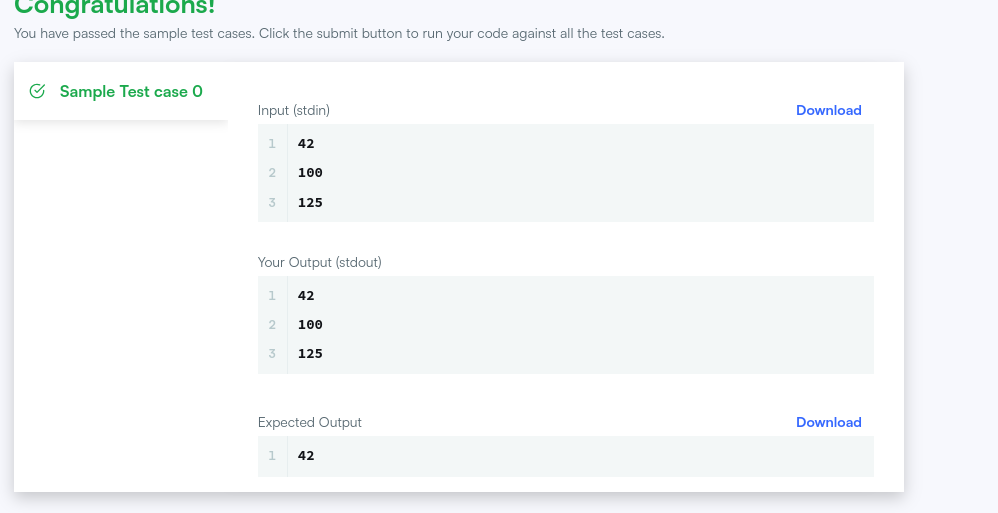 Congratulations!
You have passed the sample test cases. Click the submit button to run your code against all the test cases.
Sample Test case 0
Input (stdin)
Download
1 42
2 100
3 125
Your Output (stdout)
1 42
2 100
3 125
Expected Output
Download
1 42